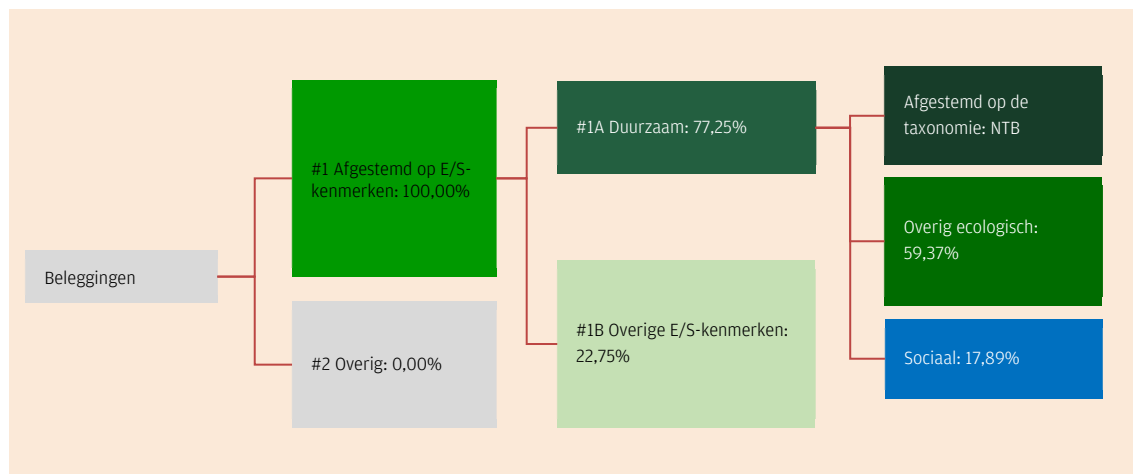 Beleggingen
#1 Afgestemd op E/S-
kenmerken: 100,00%
#2 Overig: 0,00%
#1A Duurzaam: 77,25%
#1B Overige E/S-kenmerken:
22,75%
Afgestemd op de
taxonomie: NTB
Overig ecologisch:
59,37%
Sociaal: 17,89%